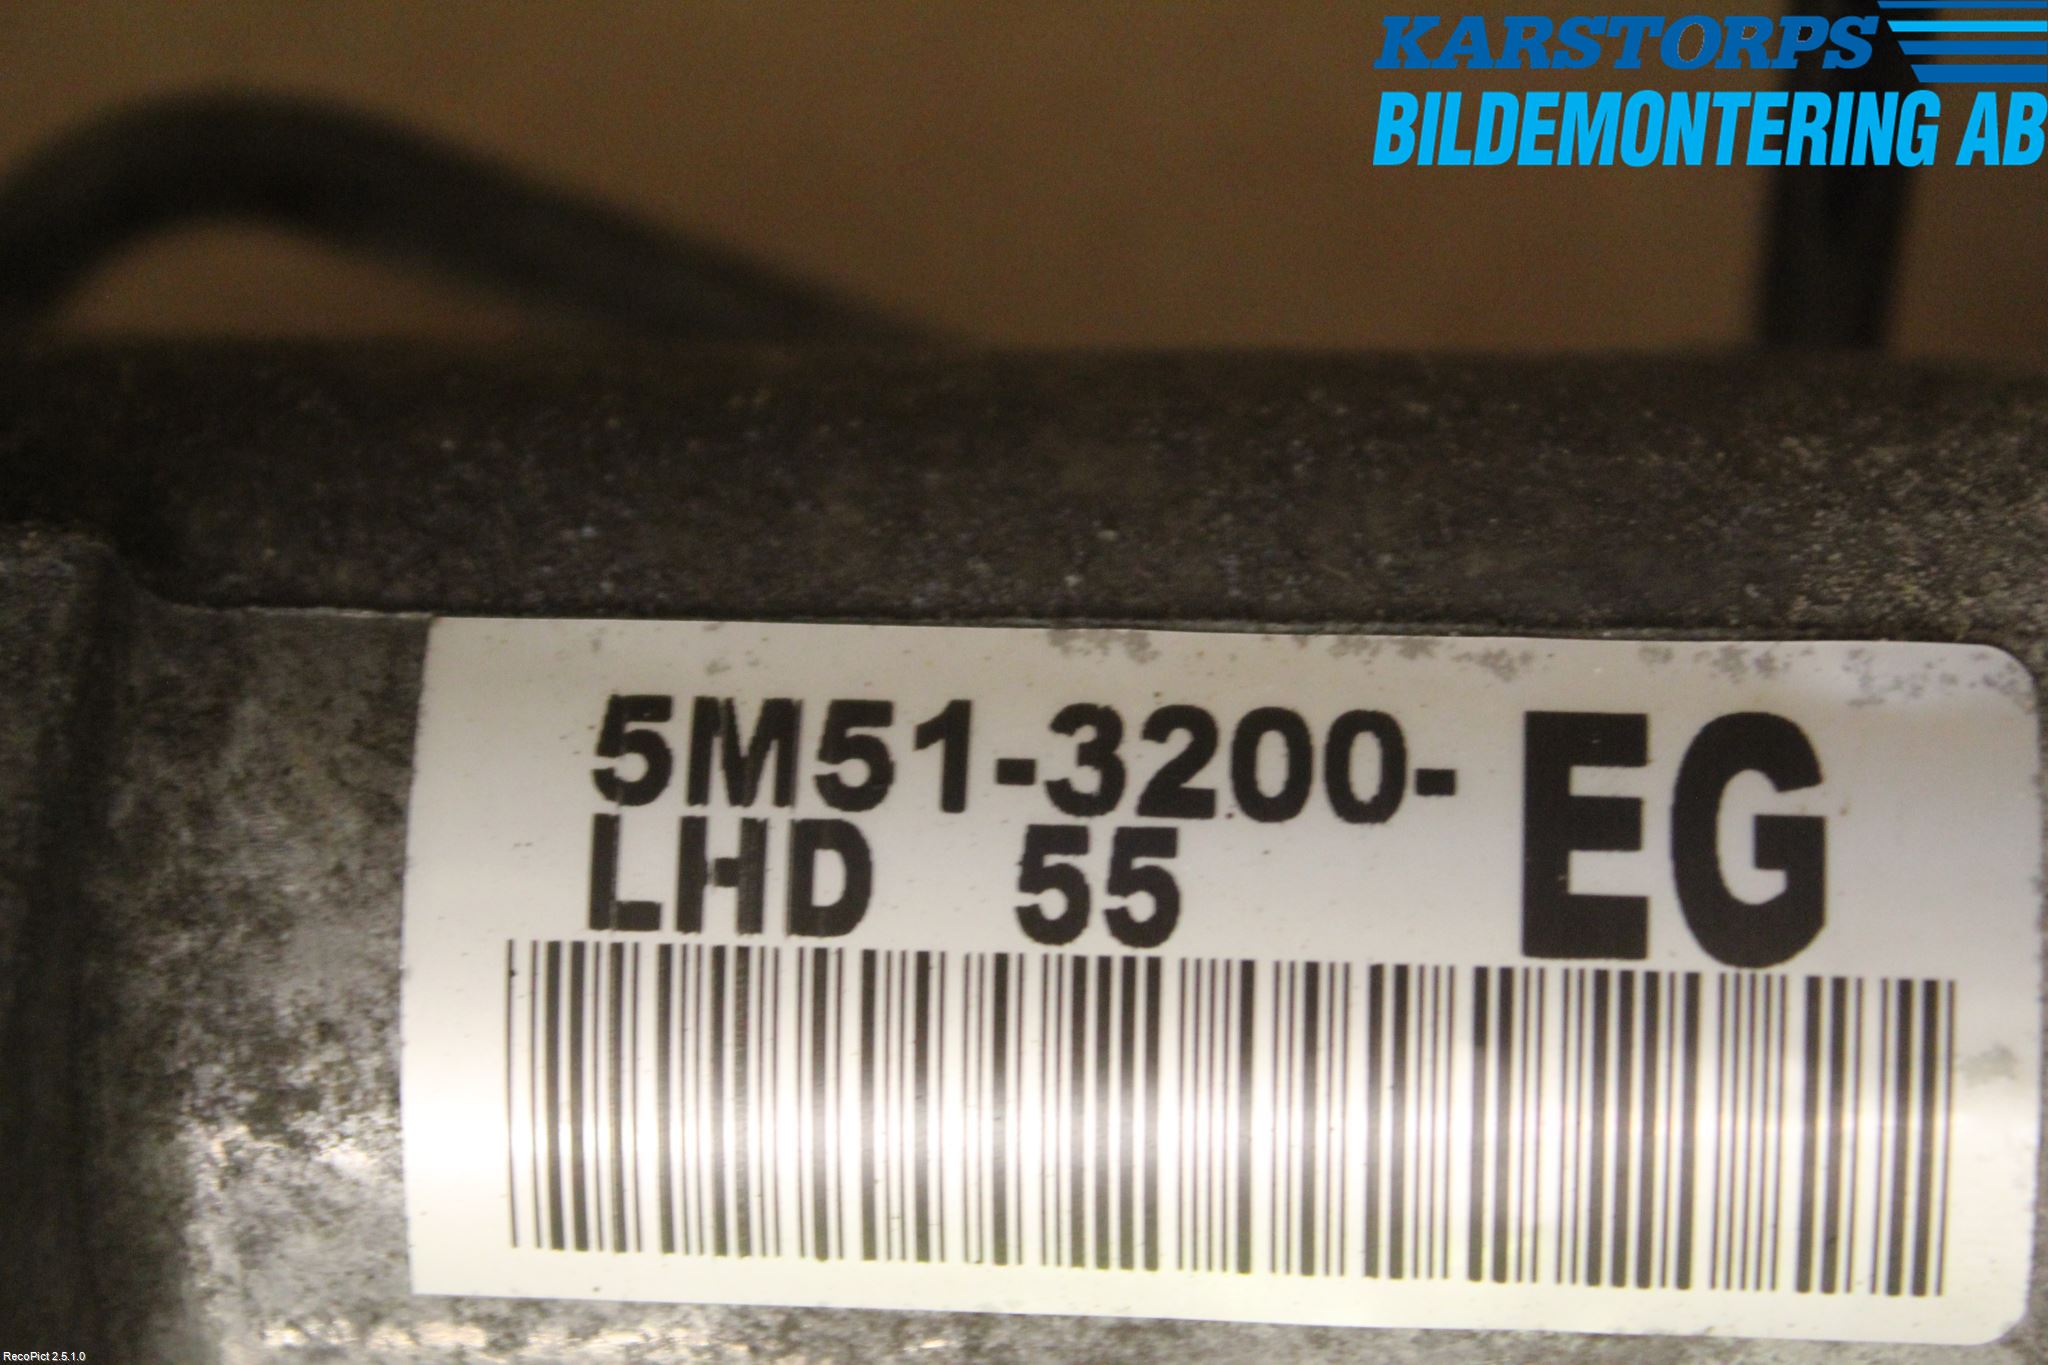 KARSTORPS
BILDEMONTERING AB
5M51-3200-EG
LHD 55
RecoPict 2.5.1.0